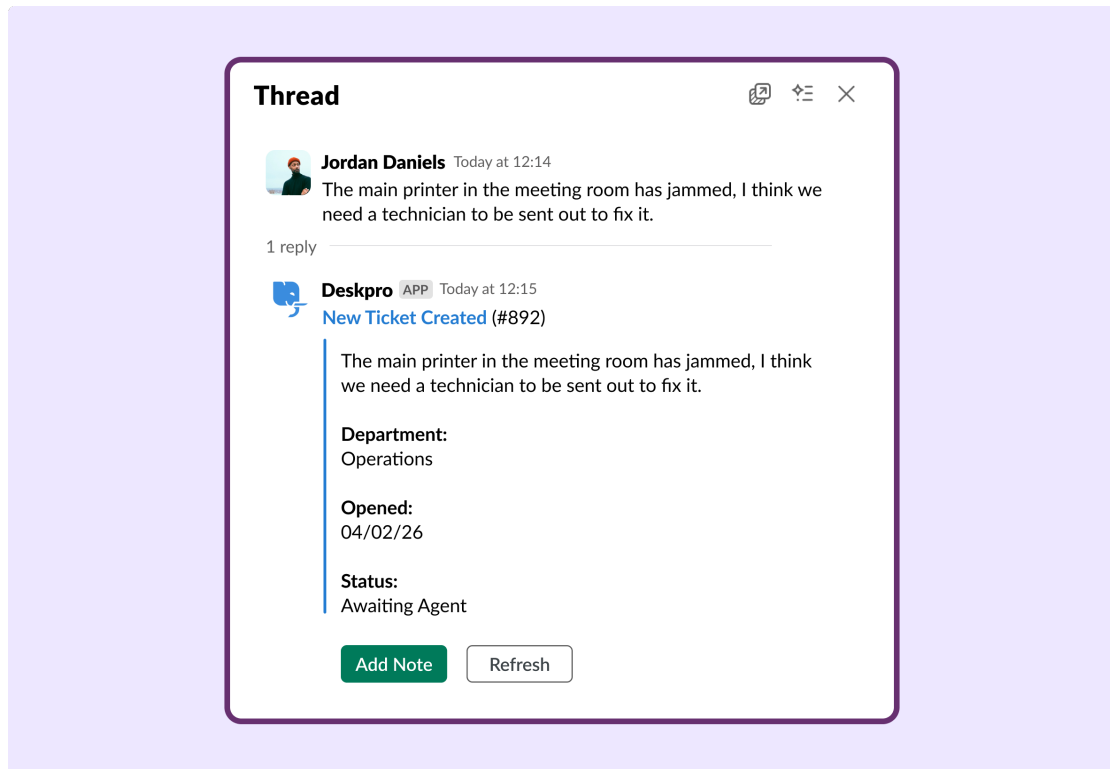 Thread
Jordan Daniels Today at 12:14
The main printer in the meeting room has jammed, I think we
need a technician to be sent out to fix it.
1 reply
Deskpro APP Today at 12:15
New Ticket Created (#892)
The main printer in the meeting room has jammed, I think
we need a technician to be sent out to fix it.
Department:
Operations
Opened:
04/02/26
Status:
Awaiting Agent
Add Note Refresh